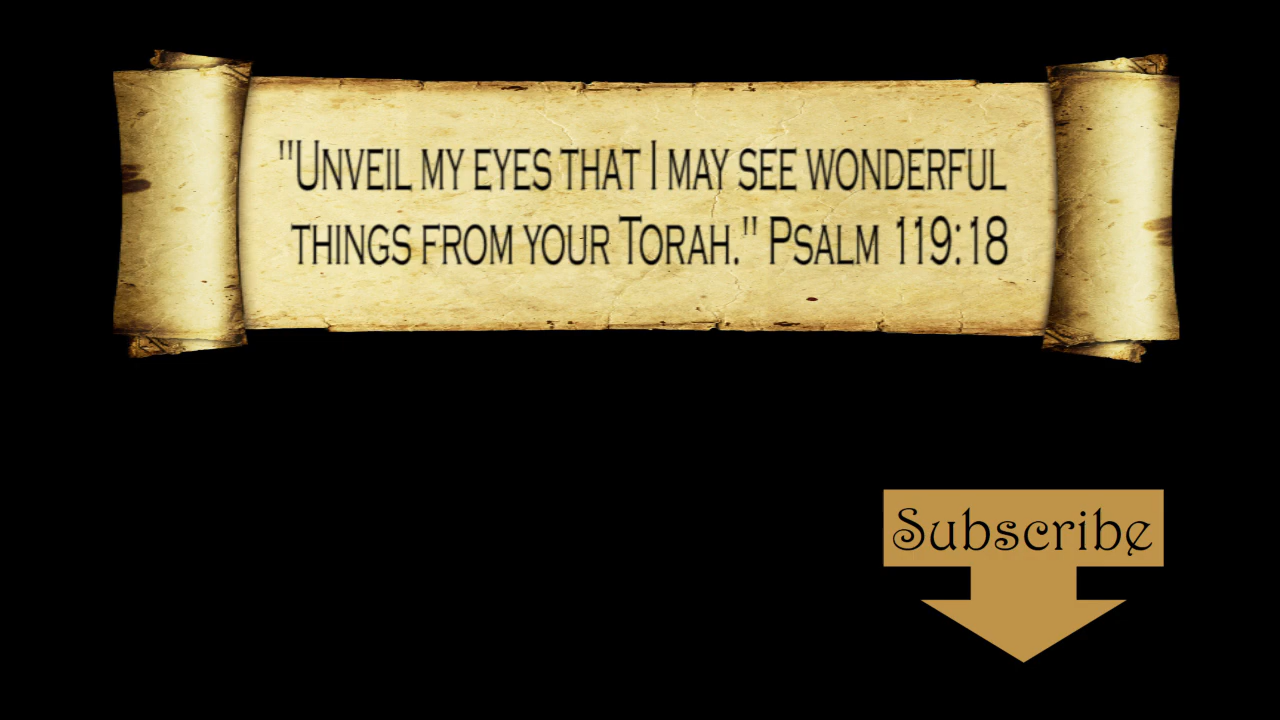 "Unveil my eyes that I may see wonderful
things from your Torah." Psalm 119:18
Subscribe